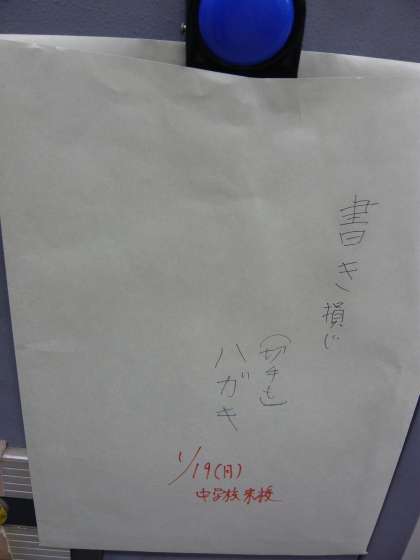 書き損じ
(切手も)
ハガキ
1/19(月)
中学校来校